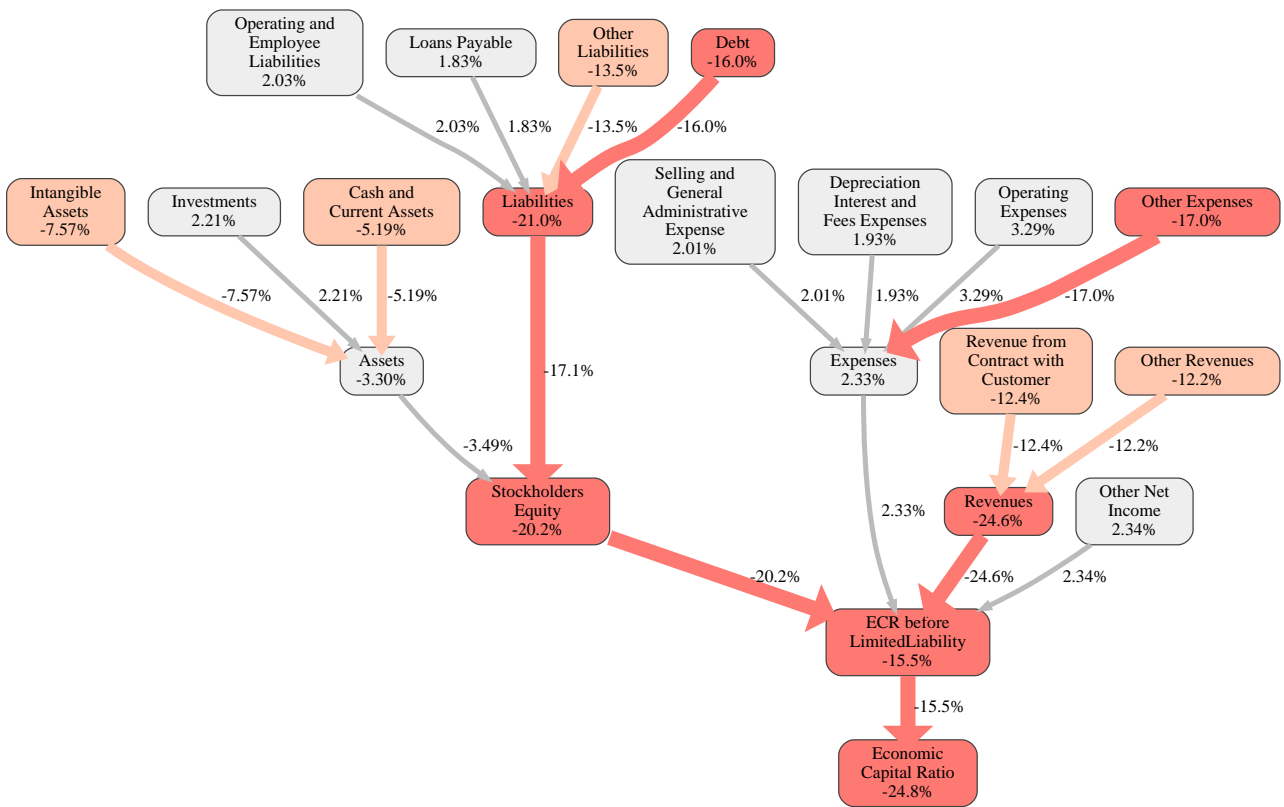 Operating and
Employee
Liabilities
2.03%
Loans Payable
1.83%
Other
Liabilities
-13.5%
Debt
-16.0%
2.03%
1.83%
-13.5%
-16.0%
Intangible
Assets
-7.57%
Investments
2.21%
Cash and
Current Assets
-5.19%
Liabilities
-21.0%
Selling and
General
Administrative
Expense
2.01%
Depreciation
Interest and
Fees Expenses
1.93%
Operating
Expenses
3.29%
Other Expenses
-17.0%
-7.57%
2.21%
-5.19%
2.01%
1.93%
3.29%
-17.0%
Assets
-3.30%
-17.1%
Expenses
2.33%
Revenue from
Contract with
Customer
-12.4%
Other Revenues
-12.2%
-3.49%
-12.4%
-12.2%
Stockholders
Equity
-20.2%
2.33%
Revenues
-24.6%
Other Net
Income
2.34%
-20.2%
-24.6%
2.34%
ECR before
LimitedLiability
-15.5%
-15.5%
Economic
Capital Ratio
-24.8%